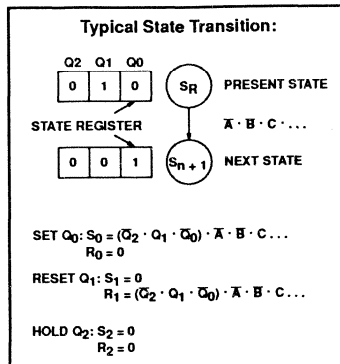 Typical State Transition:
Q2 Q1 Q0
0 1 0
S_R
PRESENT STATE
STATE REGISTER
A̅ · B̅ · C · . . .
0 0 1
S_{n + 1}
NEXT STATE
SET Q₀: S₀ = (Q̅₂ · Q₁ · Q̅₀) · A̅ · B̅ · C . . .
R₀ = 0
RESET Q₁: S₁ = 0
R₁ = (Q̅₂ · Q₁ · Q̅₀) · A̅ · B̅ · C . . .
HOLD Q₂: S₂ = 0
R₂ = 0